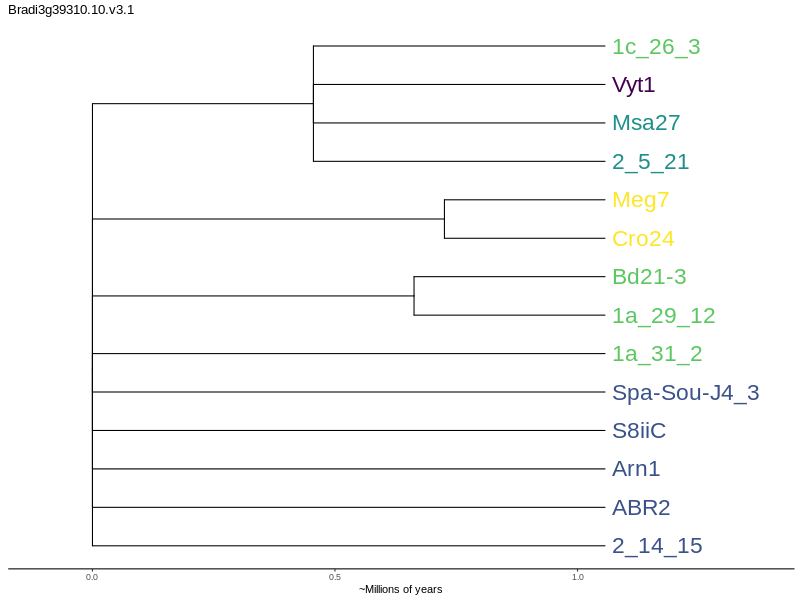 Bradi3g39310.10.v3.1
1c_26_3
Vyt1
Msa27
2_5_21
Meg7
Cro24
Bd21-3
1a_29_12
1a_31_2
Spa-Sou-J4_3
S8iiC
Arn1
ABR2
2_14_15
0.0 0.5 1.0
~Millions of years